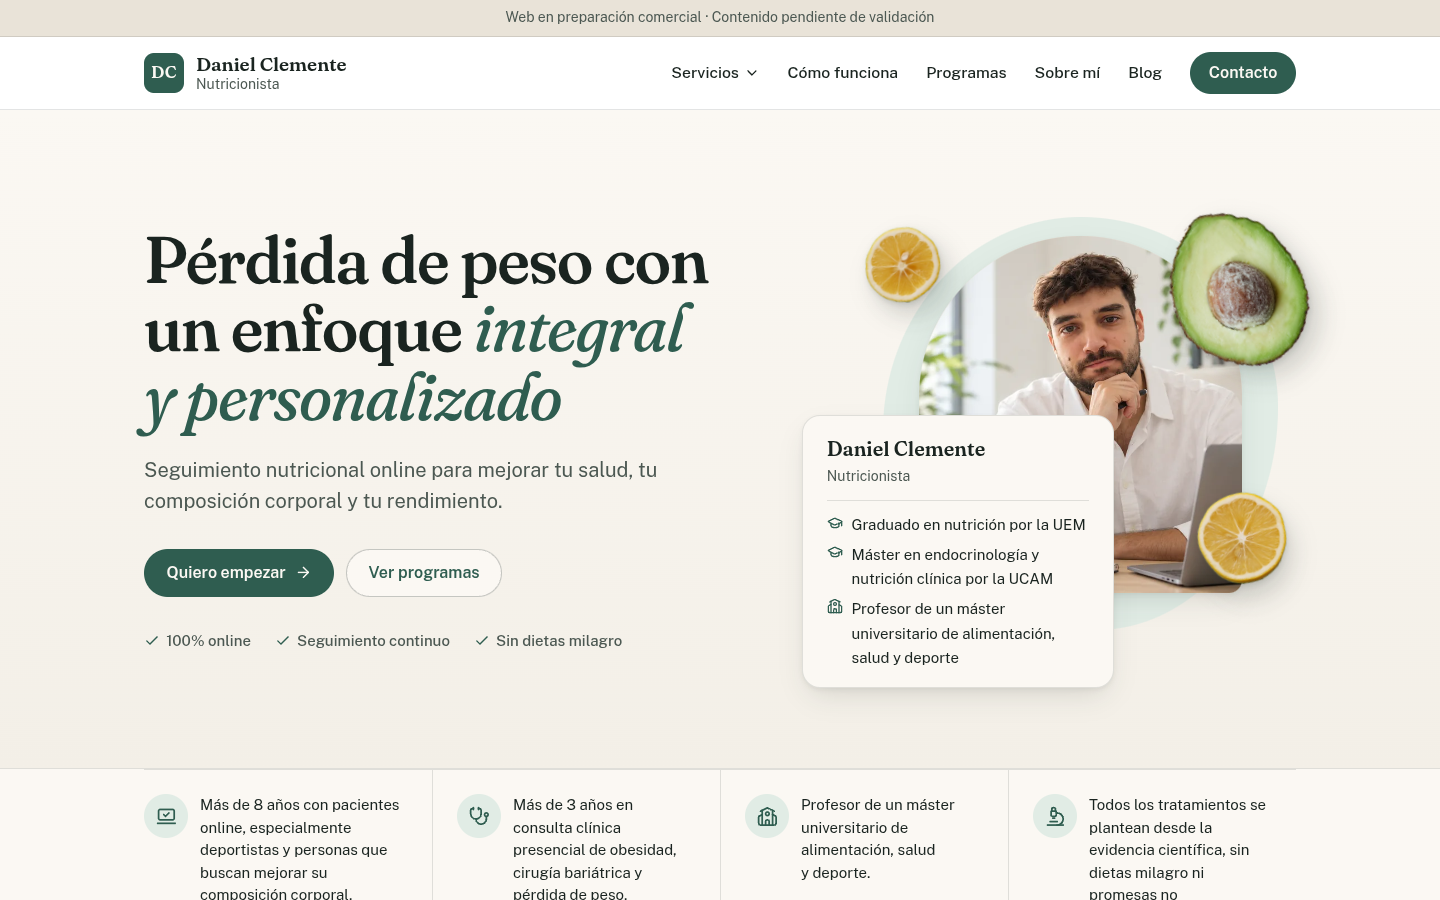 Web en preparación comercial · Contenido pendiente de validación
DC
Daniel Clemente
Nutricionista
Servicios
Cómo funciona
Programas
Sobre mí
Blog
Contacto
Pérdida de peso con
un enfoque integral
y personalizado
Seguimiento nutricional online para mejorar tu salud, tu
composición corporal y tu rendimiento.
Quiero empezar
Ver programas
100% online
Seguimiento continuo
Sin dietas milagro
Daniel Clemente
Nutricionista
Graduado en nutrición por la UEM
Máster en endocrinología y
nutrición clínica por la UCAM
Profesor de un máster
universitario de alimentación,
salud y deporte
Más de 8 años con pacientes
online, especialmente
deportistas y personas que
buscan mejorar su
composición corporal.
Más de 3 años en
consulta clínica
presencial de obesidad,
cirugía bariátrica y
pérdida de peso.
Profesor de un máster
universitario de
alimentación, salud
y deporte.
Todos los tratamientos se
plantean desde la
evidencia científica, sin
dietas milagro ni
promesas no